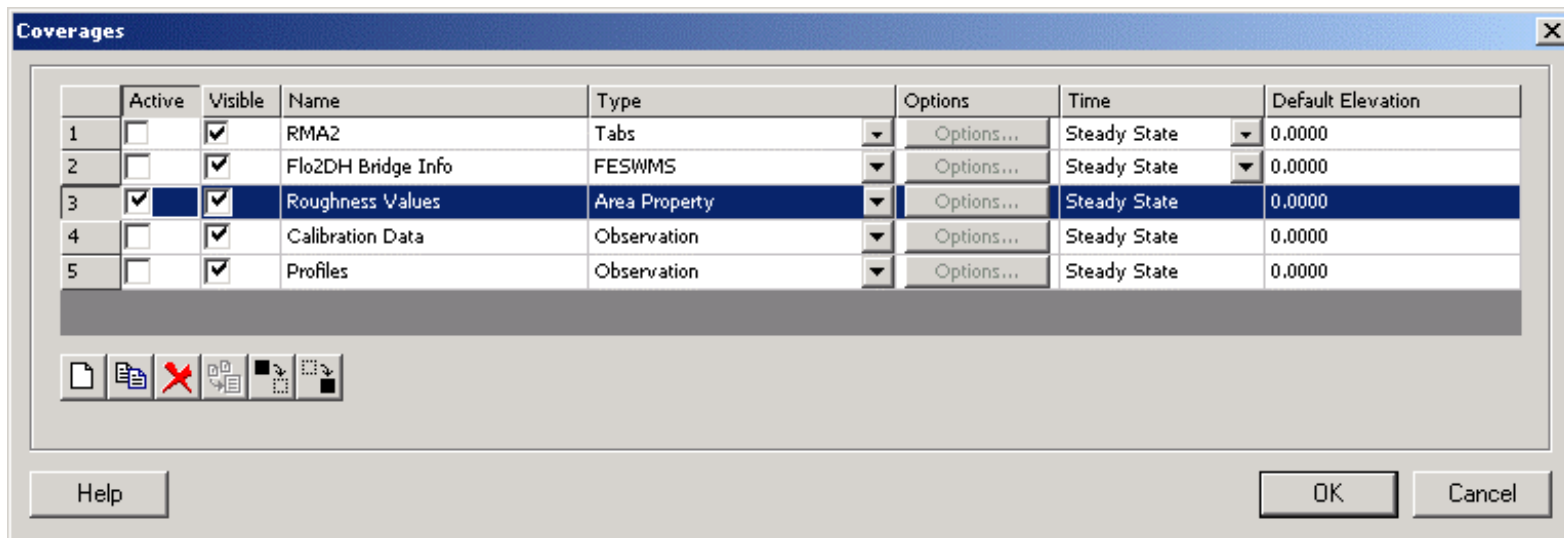 Coverages
Active Visible Name Type Options Time Default Elevation
1 RMA2 Tabs Options... Steady State 0.0000
2 Flo2DH Bridge Info FESWMS Options... Steady State 0.0000
3 Roughness Values Area Property Options... Steady State 0.0000
4 Calibration Data Observation Options... Steady State 0.0000
5 Profiles Observation Options... Steady State 0.0000
Help OK Cancel